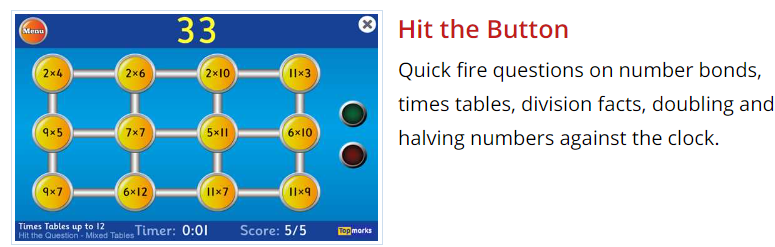 Menu
33
2×4 2×6 2×10 11×3
9×5 7×7 5×11 6×10
9×7 6×12 11×7 11×9
Times Tables up to 12
Hit the Question - Mixed Tables
Timer: 0:01
Score: 5/5
Topmarks
Hit the Button
Quick fire questions on number bonds,
times tables, division facts, doubling and
halving numbers against the clock.